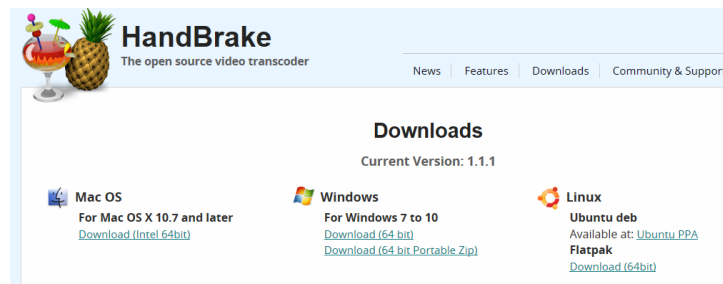 HandBrake
The open source video transcoder
News Features Downloads Community & Support
Downloads
Current Version: 1.1.1
Mac OS
For Mac OS X 10.7 and later
Download (Intel 64bit)
Windows
For Windows 7 to 10
Download (64 bit)
Download (64 bit Portable Zip)
Linux
Ubuntu deb
Available at: Ubuntu PPA
Flatpak
Download (64bit)